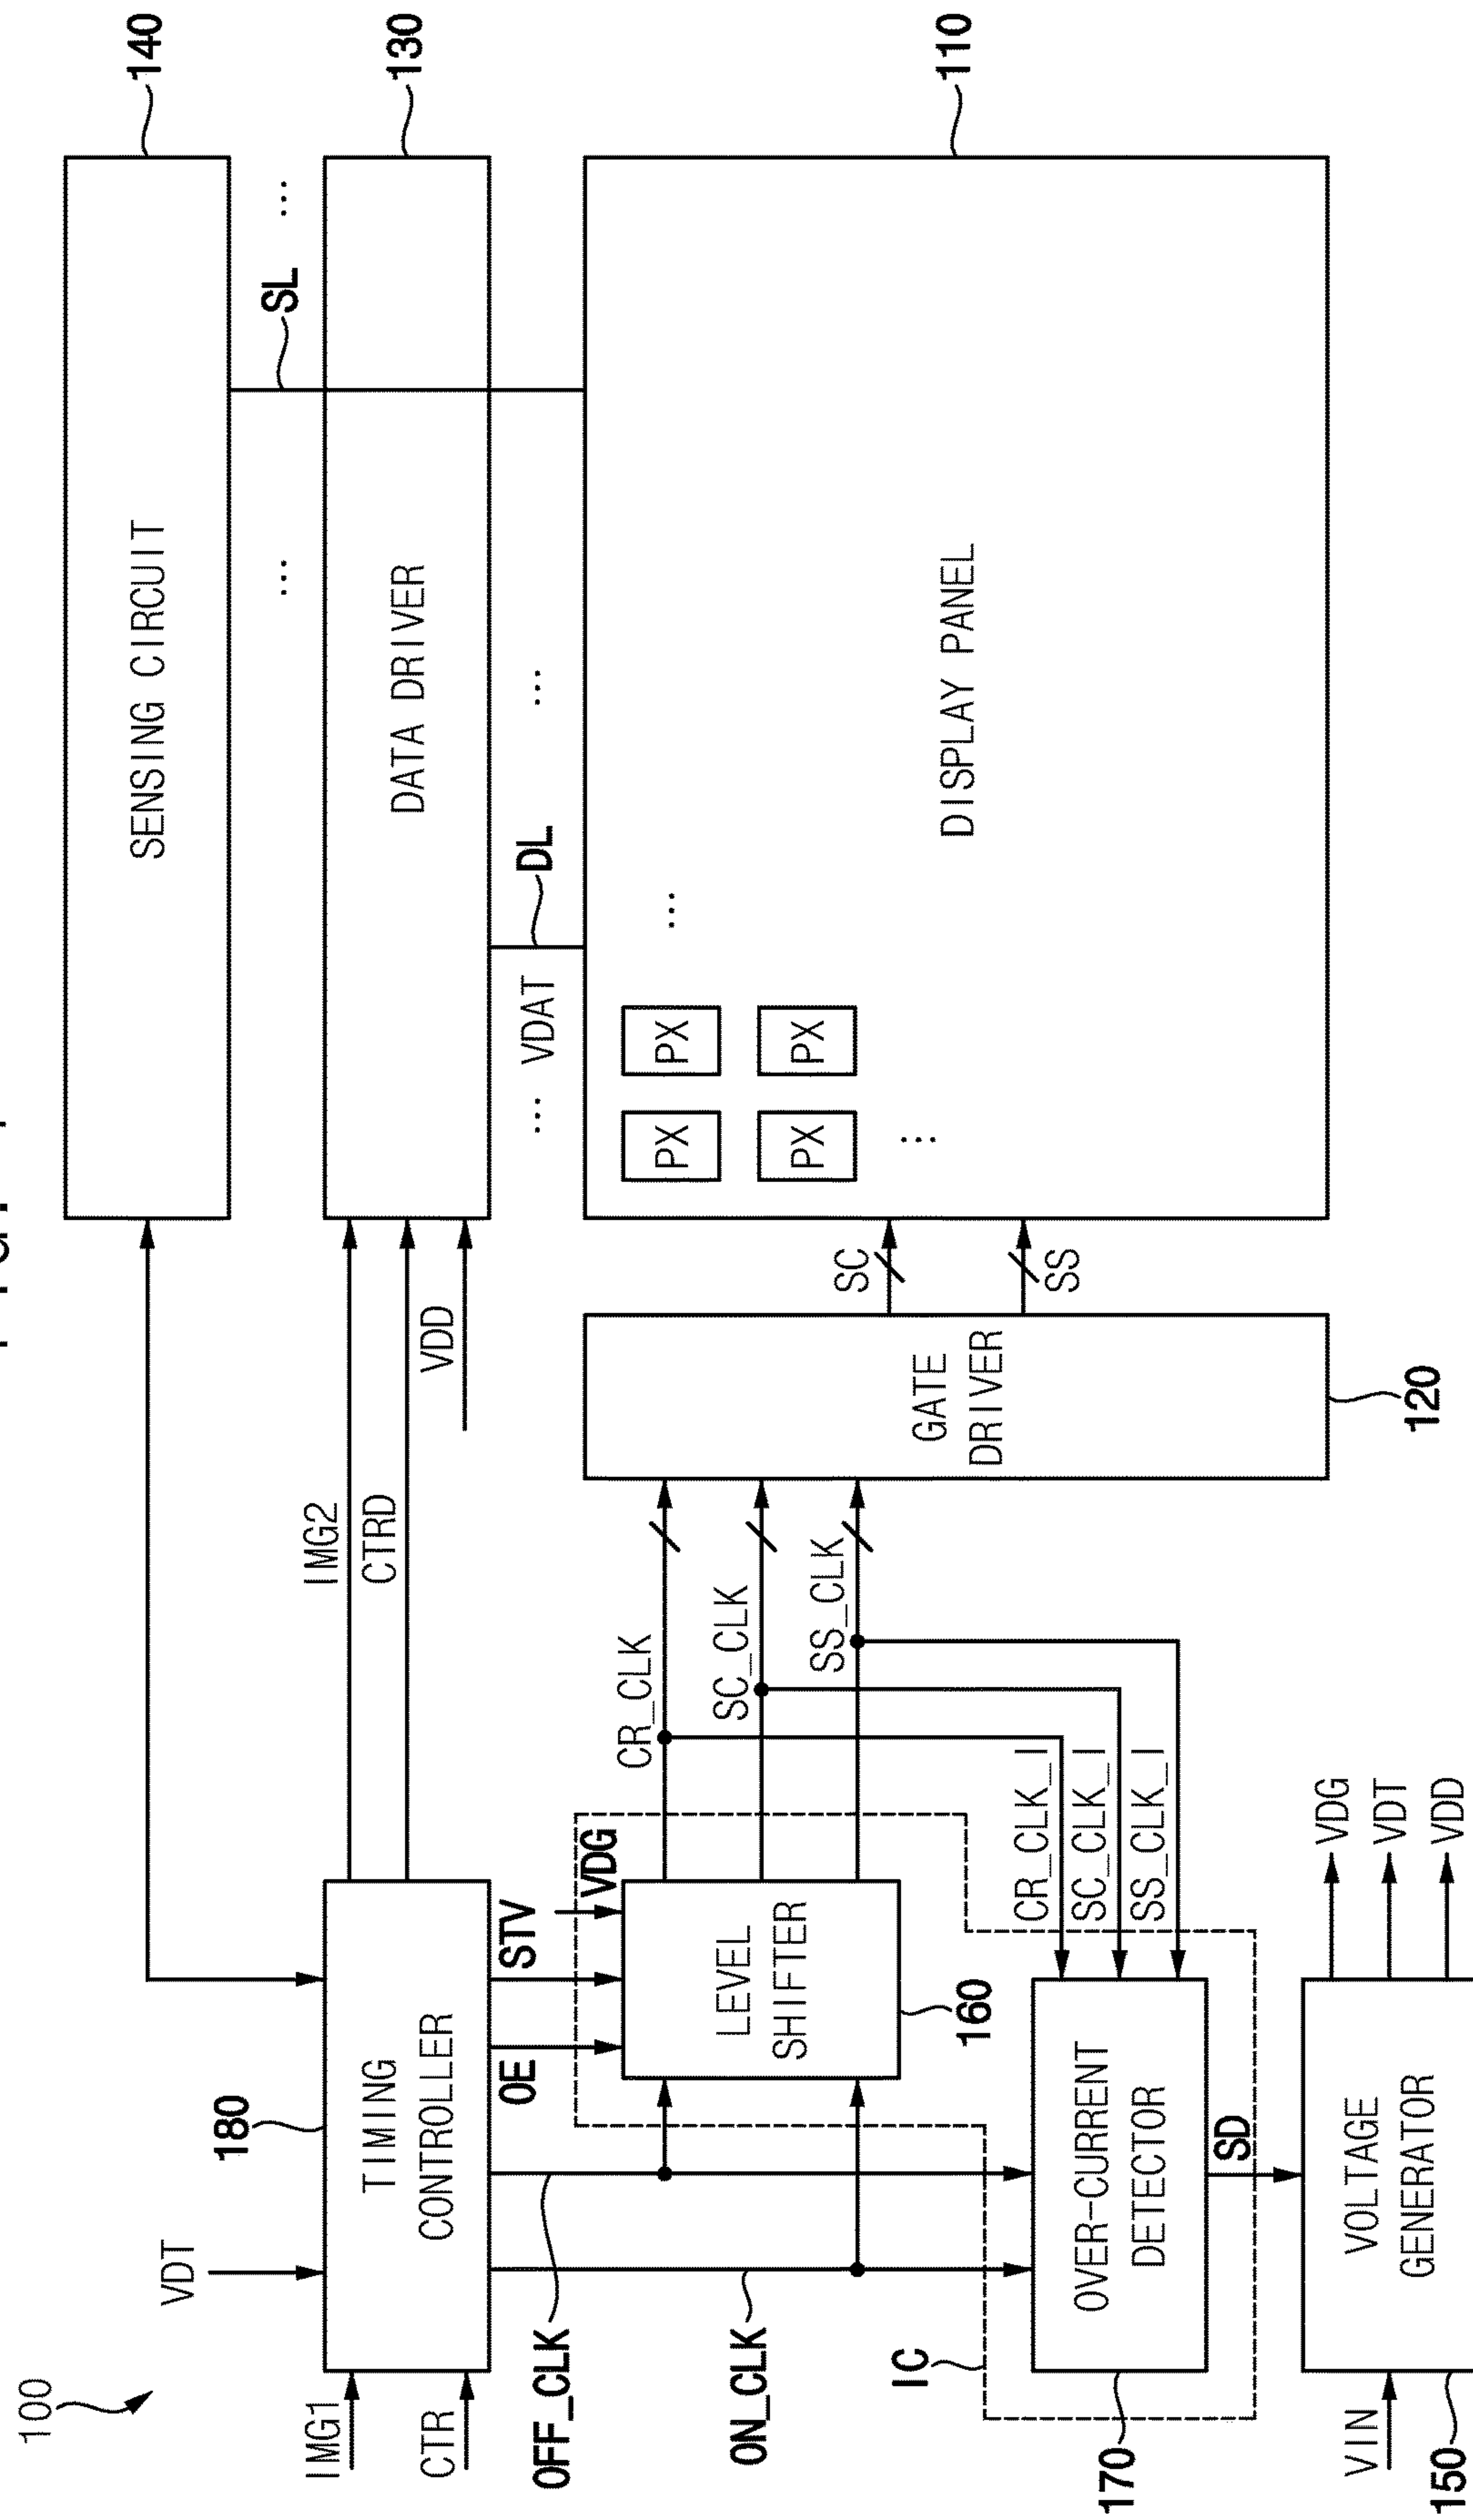 100
140
SENSING CIRCUIT
SL
...
...
130
DATA DRIVER
IMG2
CTRD
VDD
VDT
180
TIMING
CONTROLLER
IMG1
CTR
DL
VDAT
...
...
110
DISPLAY PANEL
PX
PX
...
PX
PX
...
SC
SS
GATE
DRIVER
120
OE
STV
VDG
OFF_CLK
ON_CLK
LEVEL
SHIFTER
160
CR_CLK
SC_CLK
SS_CLK
IC
CR_CLK_I
SC_CLK_I
SS_CLK_I
OVER-CURRENT
DETECTOR
170
SD
VIN
VOLTAGE
GENERATOR
150
VDG
VDT
VDD